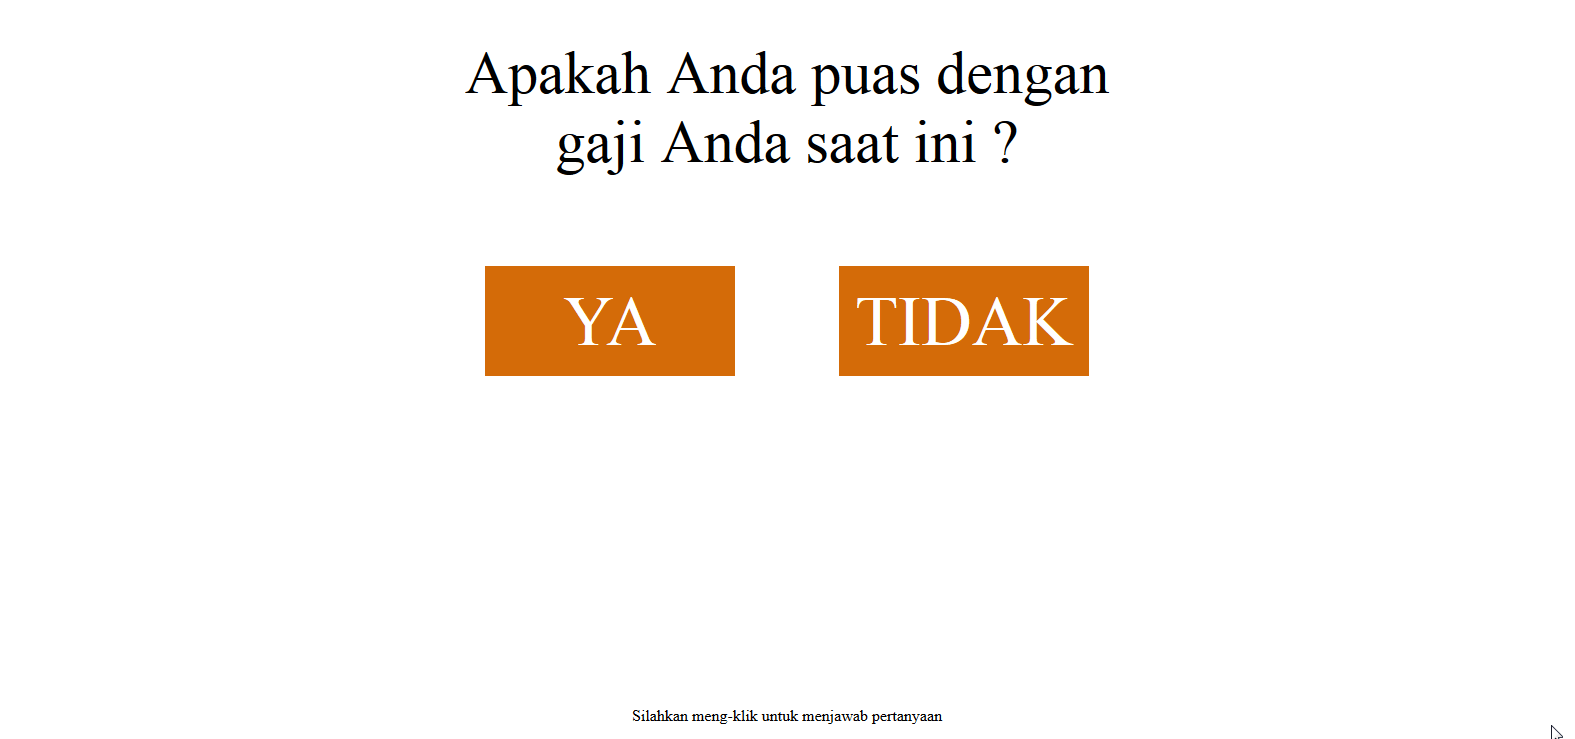 Apakah Anda puas dengan
gaji Anda saat ini ?
YA
TIDAK
Silahkan meng-klik untuk menjawab pertanyaan